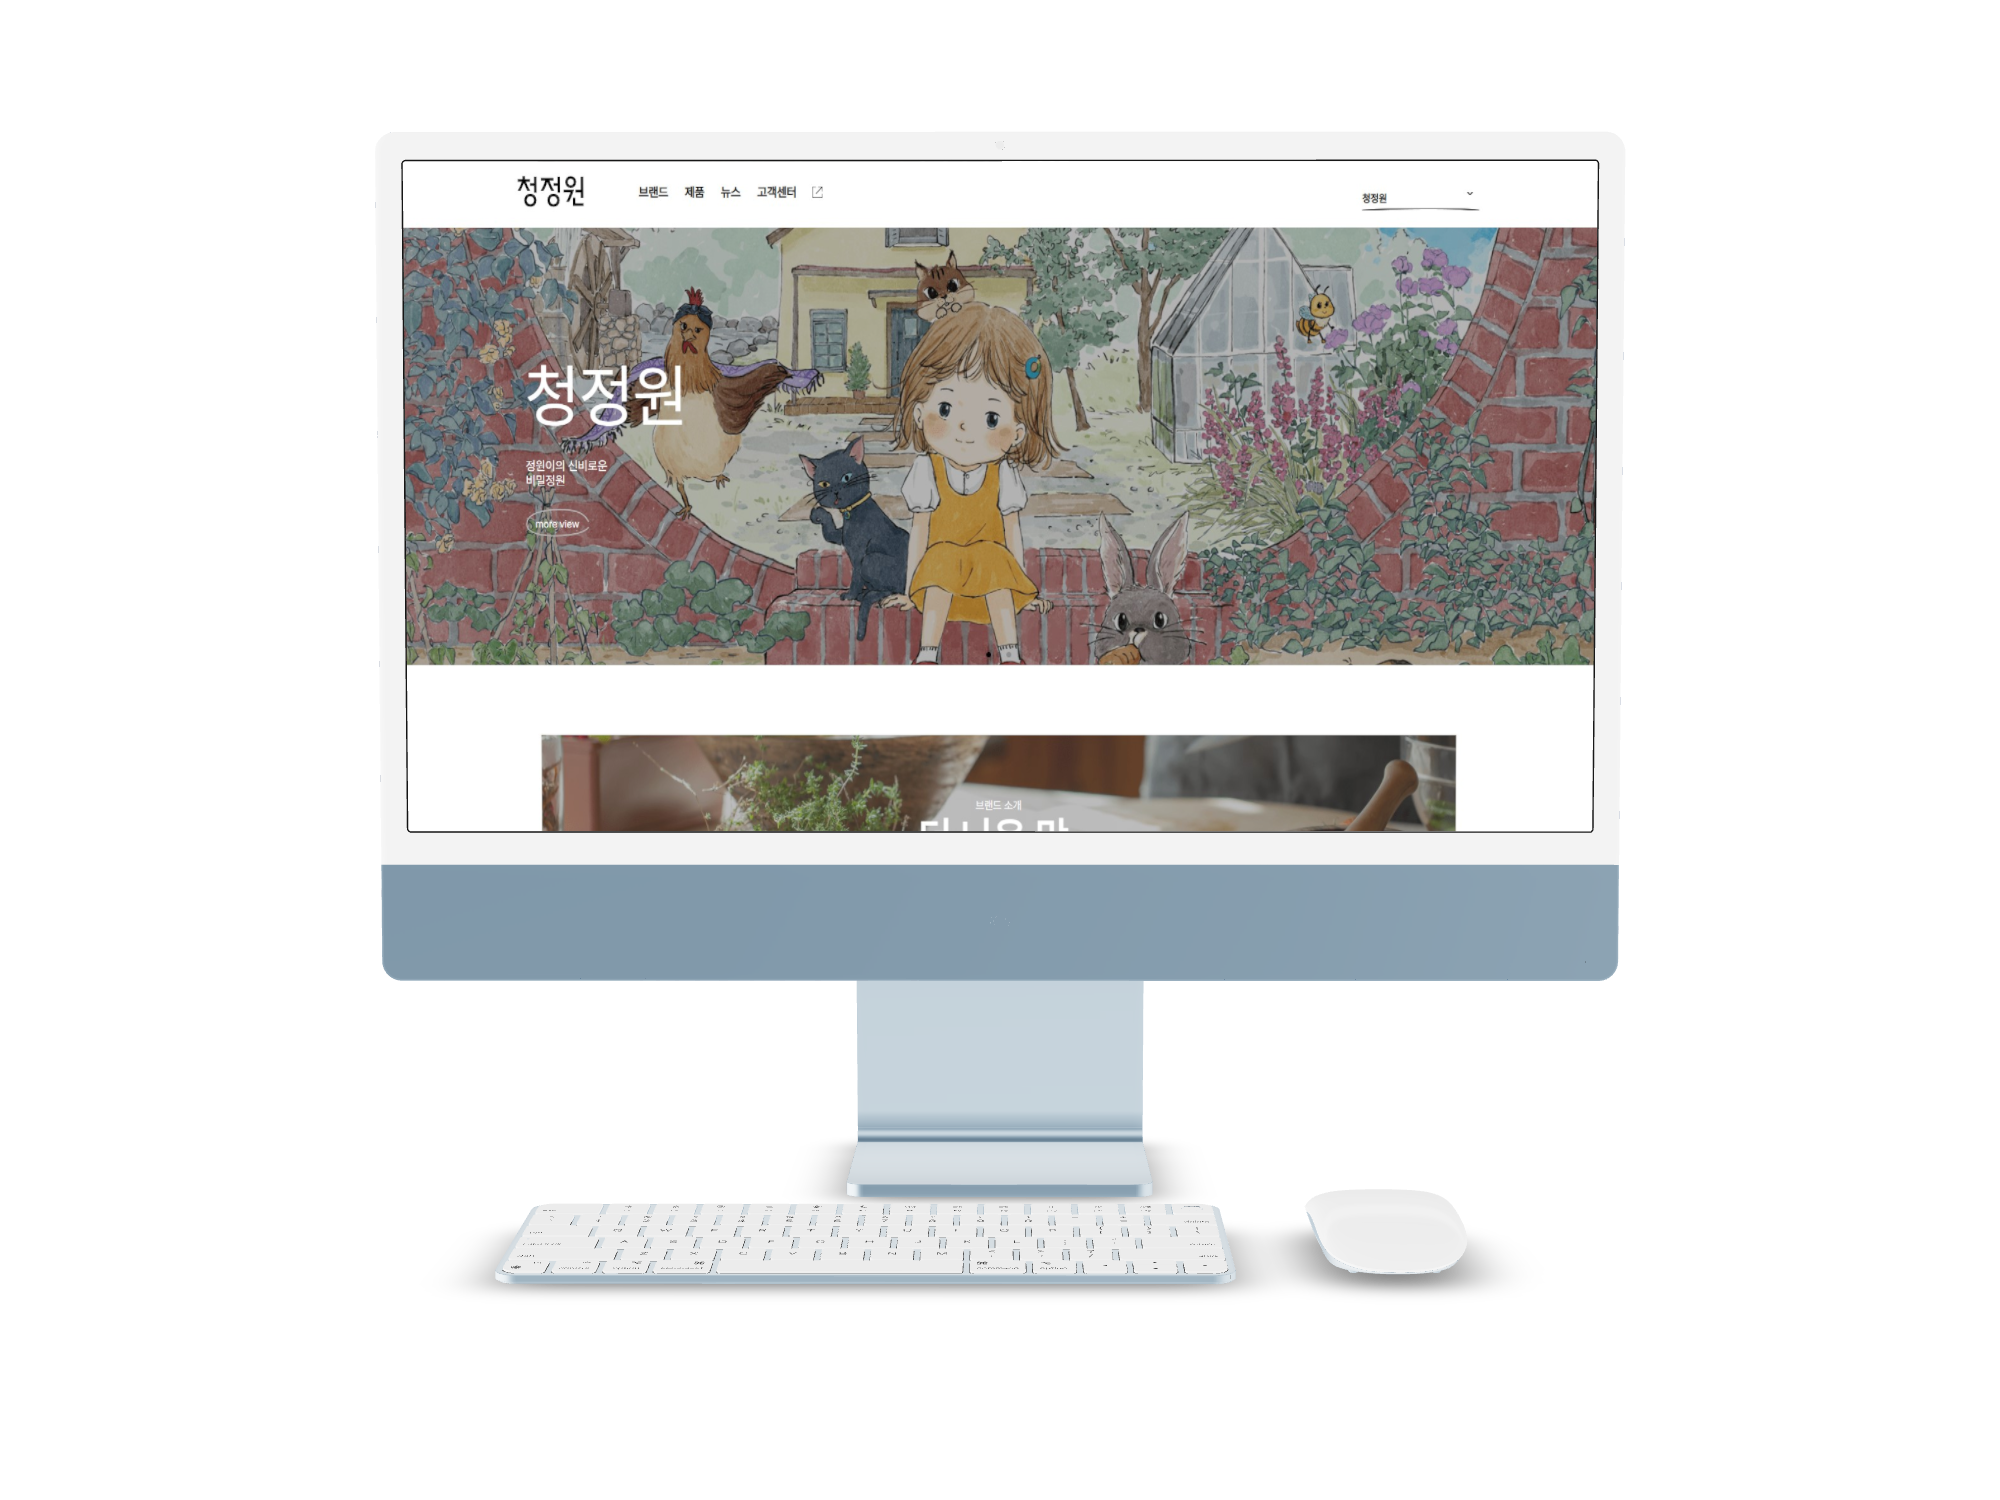 청정원
브랜드 제품 뉴스 고객센터
청정원
청정원
정원이의 신비로운
비밀정원
more view
브랜드 소개